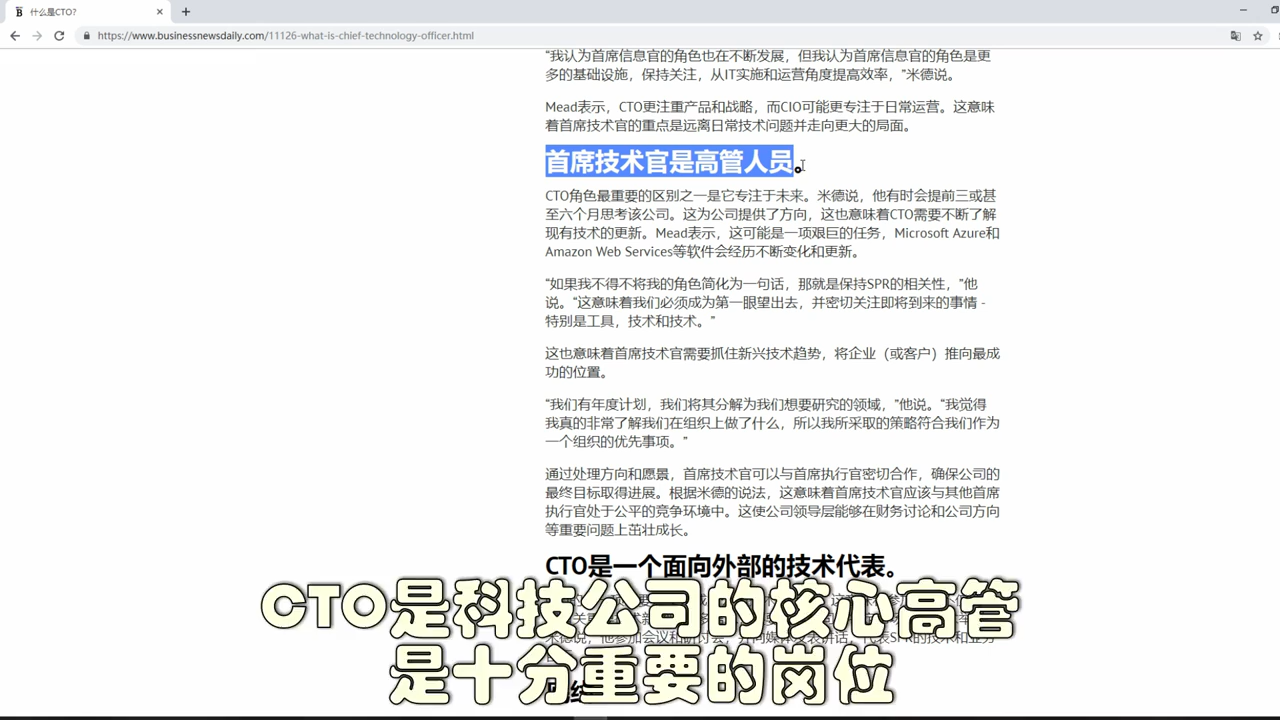 什么是CTO?
https://www.businessnewsdaily.com/11126-what-is-chief-technology-officer.html
“我认为首席信息官的角色也在不断发展，但我认为首席信息官的角色是更
多的基础设施，保持关注，从IT实施和运营角度提高效率，”米德说。
Mead表示，CTO更注重产品和战略，而CIO可能更专注于日常运营。这意味
着首席技术官的重点是远离日常技术问题并走向更大的局面。
首席技术官是高管人员。
CTO角色最重要的区别之一是它专注于未来。米德说，他有时会提前三或甚
至六个月思考该公司。这为公司提供了方向，这也意味着CTO需要不断了解
现有技术的更新。Mead表示，这可能是一项艰巨的任务，Microsoft Azure和
Amazon Web Services等软件会经历不断变化和更新。
“如果我不得不将我的角色简化为一句话，那就是保持SPR的相关性，”他
说。“这意味着我们必须成为第一眼望出去，并密切关注即将到来的事情 -
特别是工具，技术和技术。”
这也意味着首席技术官需要抓住新兴技术趋势，将企业（或客户）推向最成
功的位置。
“我们有年度计划，我们将其分解为我们想要研究的领域，”他说。“我觉得
我真的非常了解我们在组织上做了什么，所以我所采取的策略符合我们作为
一个组织的优先事项。”
通过处理方向和愿景，首席技术官可以与首席执行官密切合作，确保公司的
最终目标取得进展。根据米德的说法，这意味着首席技术官应该与其他首席
执行官处于公平的竞争环境中。这使公司领导层能够在财务讨论和公司方向
等重要问题上茁壮成长。
CTO是一个面向外部的技术代表。
CTO是科技公司的核心高管
是十分重要的岗位